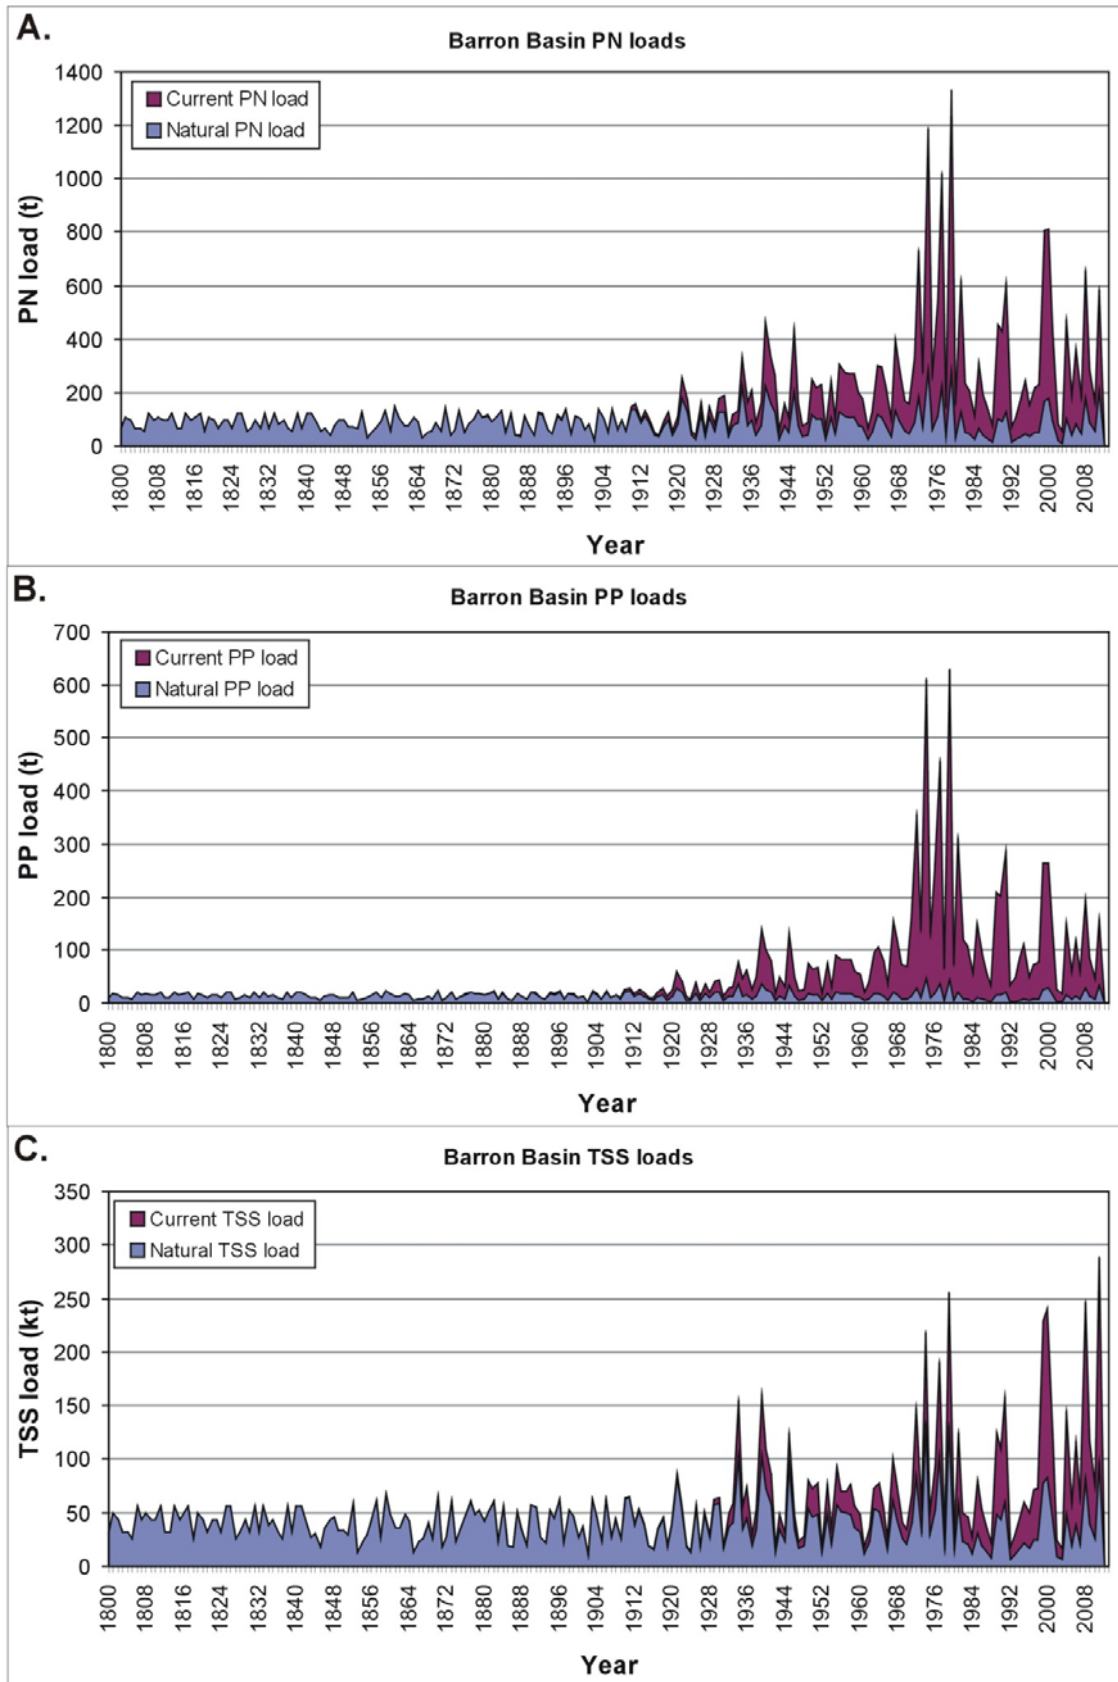 A.
Barron Basin PN loads
1400
1200
1000
800
600
400
200
0
PN load (t)
Current PN load
Natural PN load
1800 1808 1816 1824 1832 1840 1848 1856 1864 1872 1880 1888 1896 1904 1912 1920 1928 1936 1944 1952 1960 1968 1976 1984 1992 2000 2008
Year
B.
Barron Basin PP loads
700
600
500
400
300
200
100
0
PP load (t)
Current PP load
Natural PP load
1800 1808 1816 1824 1832 1840 1848 1856 1864 1872 1880 1888 1896 1904 1912 1920 1928 1936 1944 1952 1960 1968 1976 1984 1992 2000 2008
Year
C.
Barron Basin TSS loads
350
300
250
200
150
100
50
0
TSS load (kt)
Current TSS load
Natural TSS load
1800 1808 1816 1824 1832 1840 1848 1856 1864 1872 1880 1888 1896 1904 1912 1920 1928 1936 1944 1952 1960 1968 1976 1984 1992 2000 2008
Year